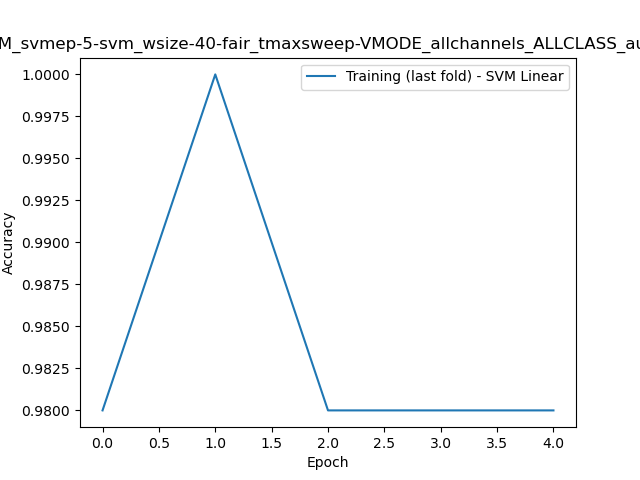 M_svmep-5-svm_wsize-40-fair_tmaxsweep-VMODE_allchannels_ALLCLASS_au
Training (last fold) - SVM Linear
Accuracy
1.0000
0.9975
0.9950
0.9925
0.9900
0.9875
0.9850
0.9825
0.9800
0.0 0.5 1.0 1.5 2.0 2.5 3.0 3.5 4.0
Epoch